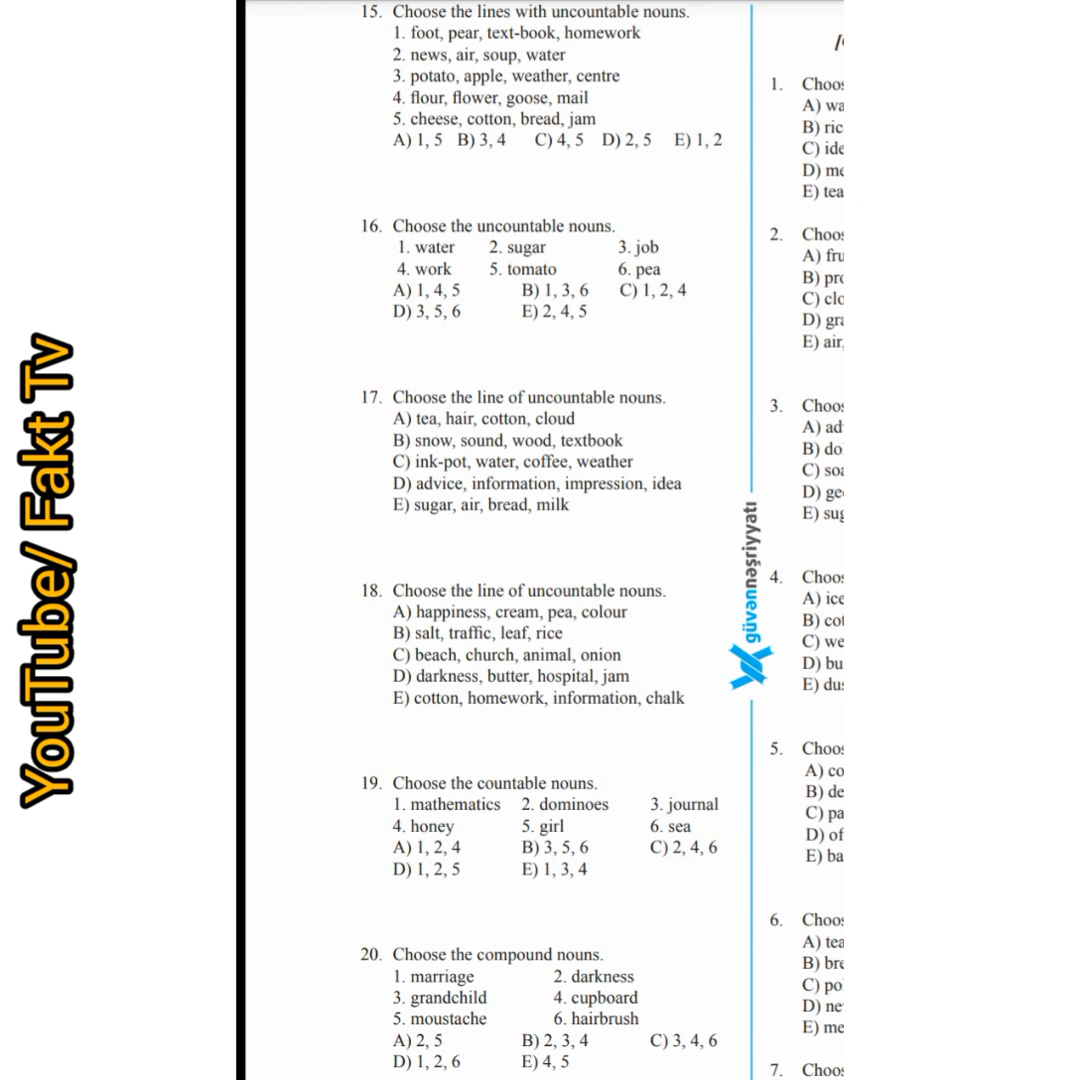 15. Choose the lines with uncountable nouns.
1. foot, pear, text-book, homework
2. news, air, soup, water
3. potato, apple, weather, centre
4. flour, flower, goose, mail
5. cheese, cotton, bread, jam
A) 1, 5 B) 3, 4 C) 4, 5 D) 2, 5 E) 1, 2
16. Choose the uncountable nouns.
1. water 2. sugar 3. job
4. work 5. tomato 6. pea
A) 1, 4, 5 B) 1, 3, 6 C) 1, 2, 4
D) 3, 5, 6 E) 2, 4, 5
17. Choose the line of uncountable nouns.
A) tea, hair, cotton, cloud
B) snow, sound, wood, textbook
C) ink-pot, water, coffee, weather
D) advice, information, impression, idea
E) sugar, air, bread, milk
18. Choose the line of uncountable nouns.
A) happiness, cream, pea, colour
B) salt, traffic, leaf, rice
C) beach, church, animal, onion
D) darkness, butter, hospital, jam
E) cotton, homework, information, chalk
19. Choose the countable nouns.
1. mathematics 2. dominoes 3. journal
4. honey 5. girl 6. sea
A) 1, 2, 4 B) 3, 5, 6 C) 2, 4, 6
D) 1, 2, 5 E) 1, 3, 4
20. Choose the compound nouns.
1. marriage 2. darkness
3. grandchild 4. cupboard
5. moustache 6. hairbrush
A) 2, 5 B) 2, 3, 4 C) 3, 4, 6
D) 1, 2, 6 E) 4, 5
YouTube/ Fakt Tv
güvənnəşriyyatı
1.
A)
B)
C)
D)
E) tea
2.
A)
B)
C)
D)
E) air,
3.
A)
B)
C)
D)
E)
4.
A)
B)
C)
D)
E)
5.
A)
B)
C)
D)
E)
6.
A)
B)
C)
D)
E)
7.